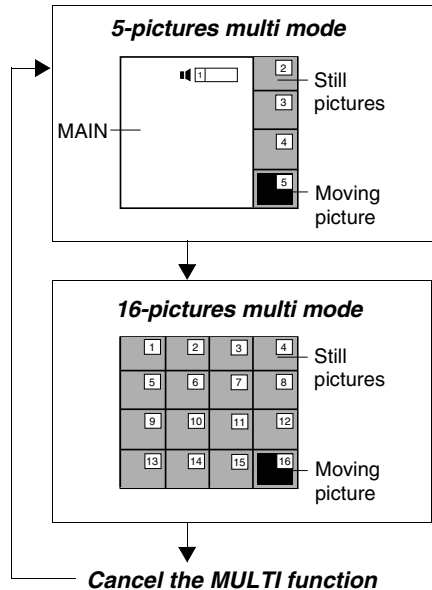 5-pictures multi mode
1
2
Still
pictures
3
MAIN
4
5
Moving
picture
16-pictures multi mode
1 2 3 4
Still
pictures
5 6 7 8
9 10 11 12
13 14 15 16
Moving
picture
Cancel the MULTI function